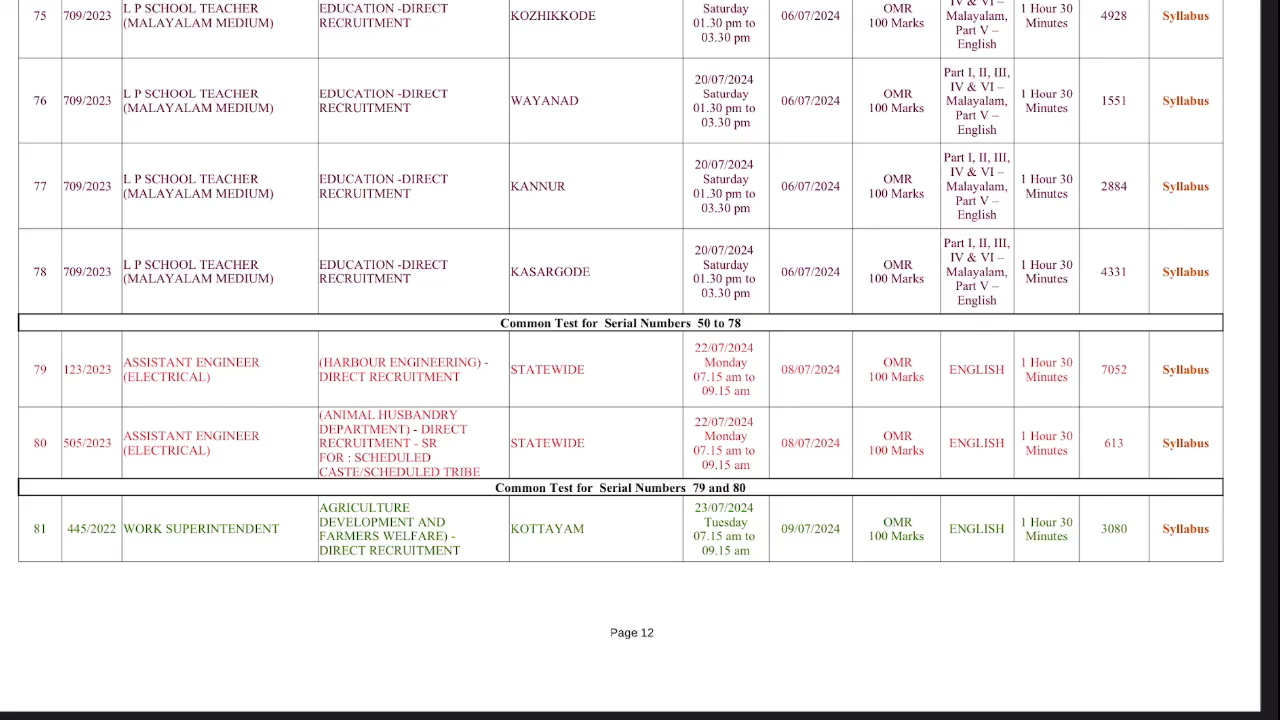 75 709/2023 L P SCHOOL TEACHER (MALAYALAM MEDIUM) EDUCATION -DIRECT RECRUITMENT KOZHIKKODE Saturday 01.30 pm to 03.30 pm 06/07/2024 OMR 100 Marks IV & VI – Malayalam, Part V – English 1 Hour 30 Minutes 4928 Syllabus
76 709/2023 L P SCHOOL TEACHER (MALAYALAM MEDIUM) EDUCATION -DIRECT RECRUITMENT WAYANAD 20/07/2024 Saturday 01.30 pm to 03.30 pm 06/07/2024 OMR 100 Marks Part I, II, III, IV & VI – Malayalam, Part V – English 1 Hour 30 Minutes 1551 Syllabus
77 709/2023 L P SCHOOL TEACHER (MALAYALAM MEDIUM) EDUCATION -DIRECT RECRUITMENT KANNUR 20/07/2024 Saturday 01.30 pm to 03.30 pm 06/07/2024 OMR 100 Marks Part I, II, III, IV & VI – Malayalam, Part V – English 1 Hour 30 Minutes 2884 Syllabus
78 709/2023 L P SCHOOL TEACHER (MALAYALAM MEDIUM) EDUCATION -DIRECT RECRUITMENT KASARGODE 20/07/2024 Saturday 01.30 pm to 03.30 pm 06/07/2024 OMR 100 Marks Part I, II, III, IV & VI – Malayalam, Part V – English 1 Hour 30 Minutes 4331 Syllabus
Common Test for Serial Numbers 50 to 78
79 123/2023 ASSISTANT ENGINEER (ELECTRICAL) (HARBOUR ENGINEERING) - DIRECT RECRUITMENT STATEWIDE 22/07/2024 Monday 07.15 am to 09.15 am 08/07/2024 OMR 100 Marks ENGLISH 1 Hour 30 Minutes 7052 Syllabus
80 505/2023 ASSISTANT ENGINEER (ELECTRICAL) (ANIMAL HUSBANDRY DEPARTMENT) - DIRECT RECRUITMENT - SR FOR : SCHEDULED CASTE/SCHEDULED TRIBE STATEWIDE 22/07/2024 Monday 07.15 am to 09.15 am 08/07/2024 OMR 100 Marks ENGLISH 1 Hour 30 Minutes 613 Syllabus
Common Test for Serial Numbers 79 and 80
81 445/2022 WORK SUPERINTENDENT AGRICULTURE DEVELOPMENT AND FARMERS WELFARE) - DIRECT RECRUITMENT KOTTAYAM 23/07/2024 Tuesday 07.15 am to 09.15 am 09/07/2024 OMR 100 Marks ENGLISH 1 Hour 30 Minutes 3080 Syllabus
Page 12